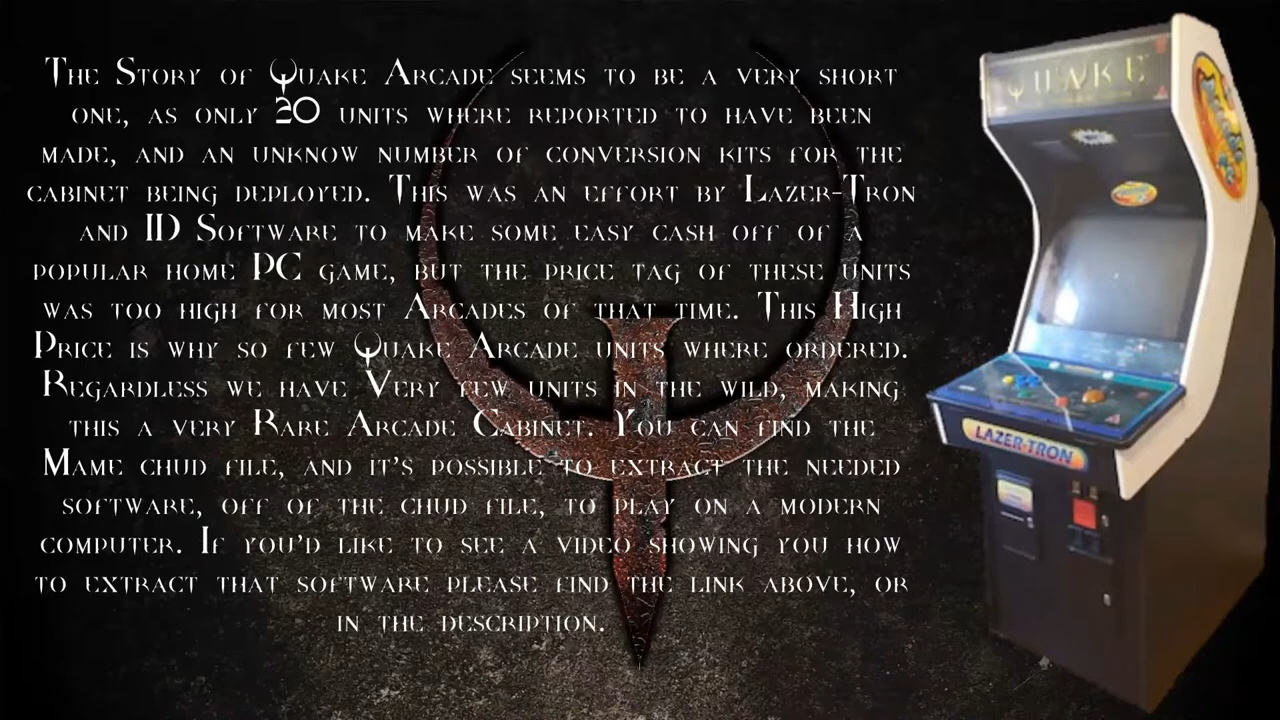 The Story of Quake Arcade seems to be a very short
one, as only 20 units where reported to have been
made, and an unknow number of conversion kits for the
cabinet being deployed. This was an effort by Lazer-Tron
and ID Software to make some easy cash off of a
popular home PC game, but the price tag of these units
was too high for most Arcades of that time. This High
Price is why so few Quake Arcade units where ordered.
Regardless we have Very few units in the wild, making
this a very Rare Arcade Cabinet. You can find the
Mame chud file, and it's possible to extract the needed
software, off of the chud file, to play on a modern
computer. If you'd like to see a video showing you how
to extract that software please find the link above, or
in the description.
QUAKE
LAZER-TRON